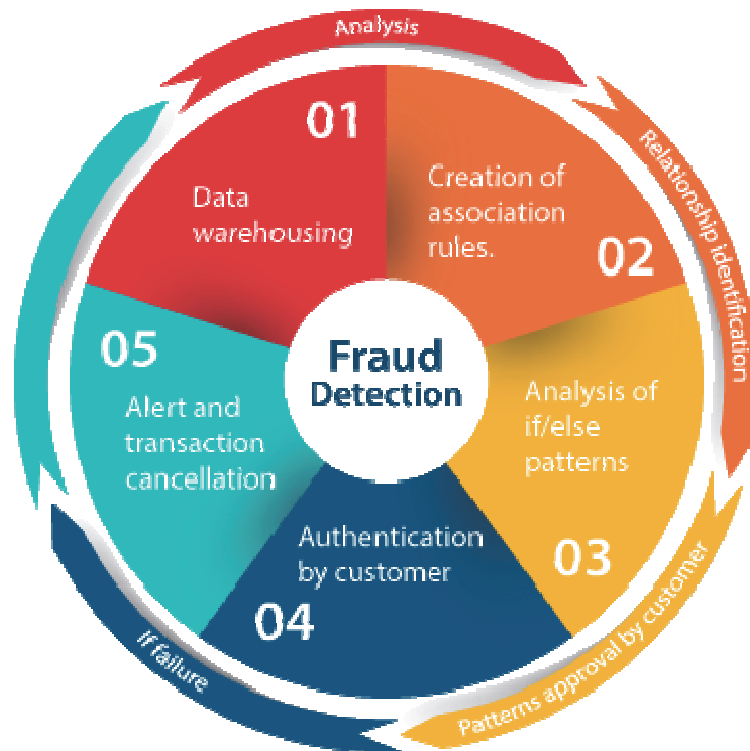 Analysis
01
Data
warehousing
Creation of
association
rules.
02
Relationship identification
Analysis of
if/else
patterns
03
Patterns approval by customer
Authentication
by customer
04
If failure
05
Alert and
transaction
cancellation
Fraud
Detection